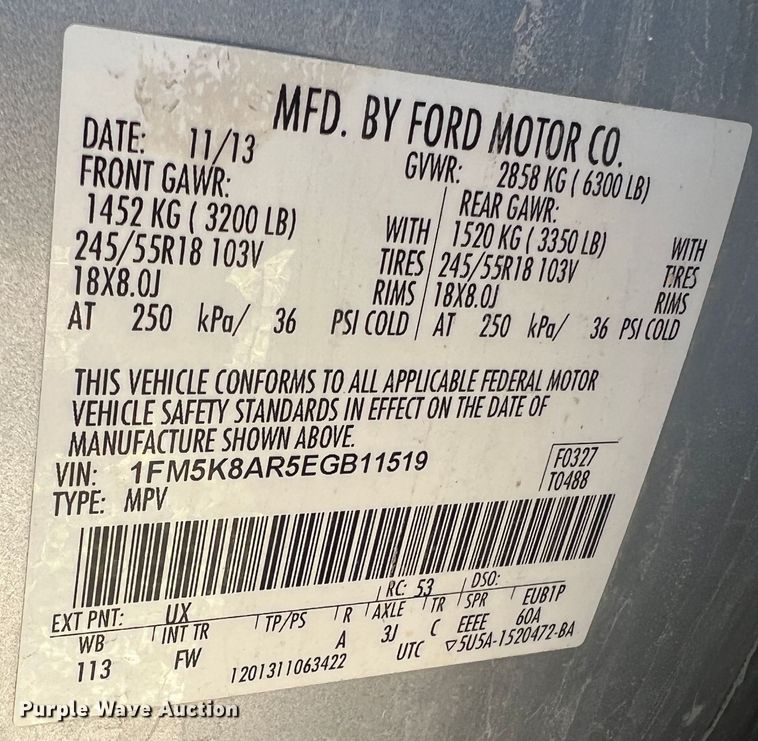 MFD. BY FORD MOTOR CO.
DATE: 11/13 GVWR: 2858 KG ( 6300 LB)
FRONT GAWR: REAR GAWR:
1452 KG ( 3200 LB) WITH 1520 KG ( 3350 LB) WITH
245/55R18 103V TIRES 245/55R18 103V TIRES
18X8.0J RIMS 18X8.0J RIMS
AT 250 kPa/ 36 PSI COLD AT 250 kPa/ 36 PSI COLD
THIS VEHICLE CONFORMS TO ALL APPLICABLE FEDERAL MOTOR
VEHICLE SAFETY STANDARDS IN EFFECT ON THE DATE OF
MANUFACTURE SHOWN ABOVE.
VIN: 1FM5K8AR5EGB11519 F0327
TYPE: MPV T0488
EXT PNT: UX RC: 53 DSO:
WB INT TR TP/PS R AXLE TR SPR EUB1P
113 FW A 3J C EEEE 60A
1201311063422 UTC ▽5U5A-1520472-BA
Purple Wave Auction